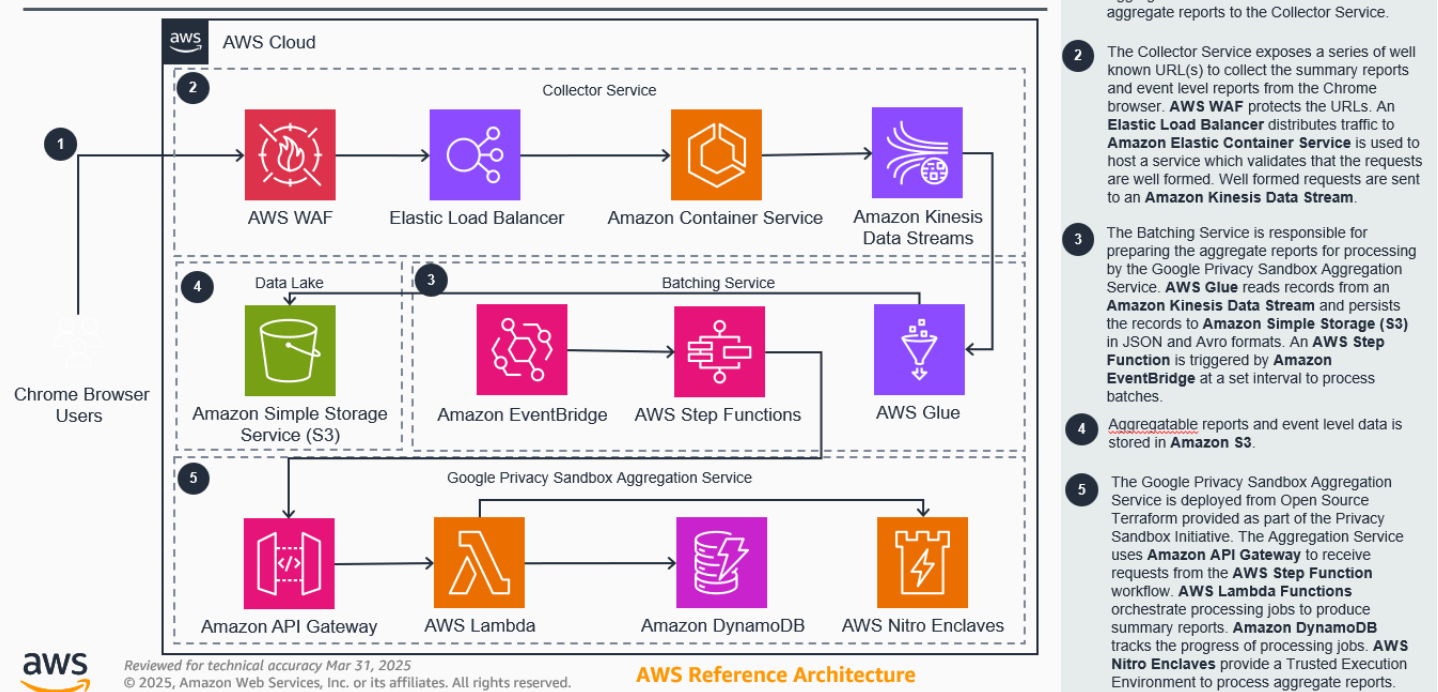 aws
AWS Cloud
2
Collector Service
1
AWS WAF
Elastic Load Balancer
Amazon Container Service
Amazon Kinesis
Data Streams
4
Data Lake
3
Batching Service
Chrome Browser
Users
Amazon Simple Storage
Service (S3)
Amazon EventBridge
AWS Step Functions
AWS Glue
5
Google Privacy Sandbox Aggregation Service
</>
Amazon API Gateway
AWS Lambda
Amazon DynamoDB
AWS Nitro Enclaves
aws
Reviewed for technical accuracy Mar 31, 2025
© 2025, Amazon Web Services, Inc. or its affiliates. All rights reserved.
AWS Reference Architecture
aggregate reports to the Collector Service.
2
The Collector Service exposes a series of well
known URL(s) to collect the summary reports
and event level reports from the Chrome
browser. AWS WAF protects the URLs. An
Elastic Load Balancer distributes traffic to
Amazon Elastic Container Service is used to
host a service which validates that the requests
are well formed. Well formed requests are sent
to an Amazon Kinesis Data Stream.
3
The Batching Service is responsible for
preparing the aggregate reports for processing
by the Google Privacy Sandbox Aggregation
Service. AWS Glue reads records from an
Amazon Kinesis Data Stream and persists
the records to Amazon Simple Storage (S3)
in JSON and Avro formats. An AWS Step
Function is triggered by Amazon
EventBridge at a set interval to process
batches.
4
Aggregatable reports and event level data is
stored in Amazon S3.
5
The Google Privacy Sandbox Aggregation
Service is deployed from Open Source
Terraform provided as part of the Privacy
Sandbox Initiative. The Aggregation Service
uses Amazon API Gateway to receive
requests from the AWS Step Function
workflow. AWS Lambda Functions
orchestrate processing jobs to produce
summary reports. Amazon DynamoDB
tracks the progress of processing jobs. AWS
Nitro Enclaves provide a Trusted Execution
Environment to process aggregate reports.